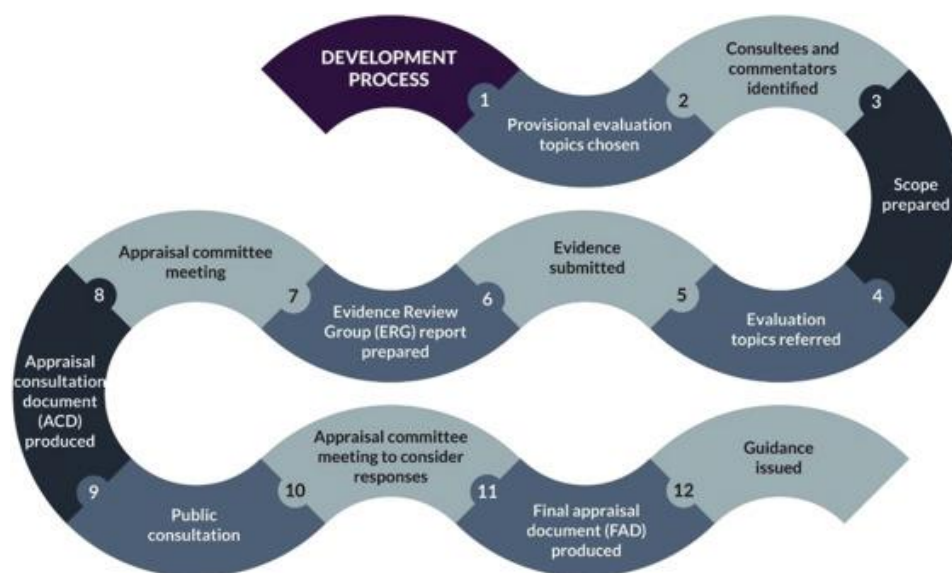 DEVELOPMENT
PROCESS
1
Provisional evaluation
topics chosen
2
Consultees and
commentators
identified
3
Scope
prepared
4
Evaluation
topics referred
5
Evidence
submitted
6
Evidence Review
Group (ERG) report
prepared
7
Appraisal committee
meeting
8
Appraisal
consultation
document
(ACD)
produced
9
Public
consultation
10
Appraisal committee
meeting to consider
responses
11
Final appraisal
document (FAD)
produced
12
Guidance
issued